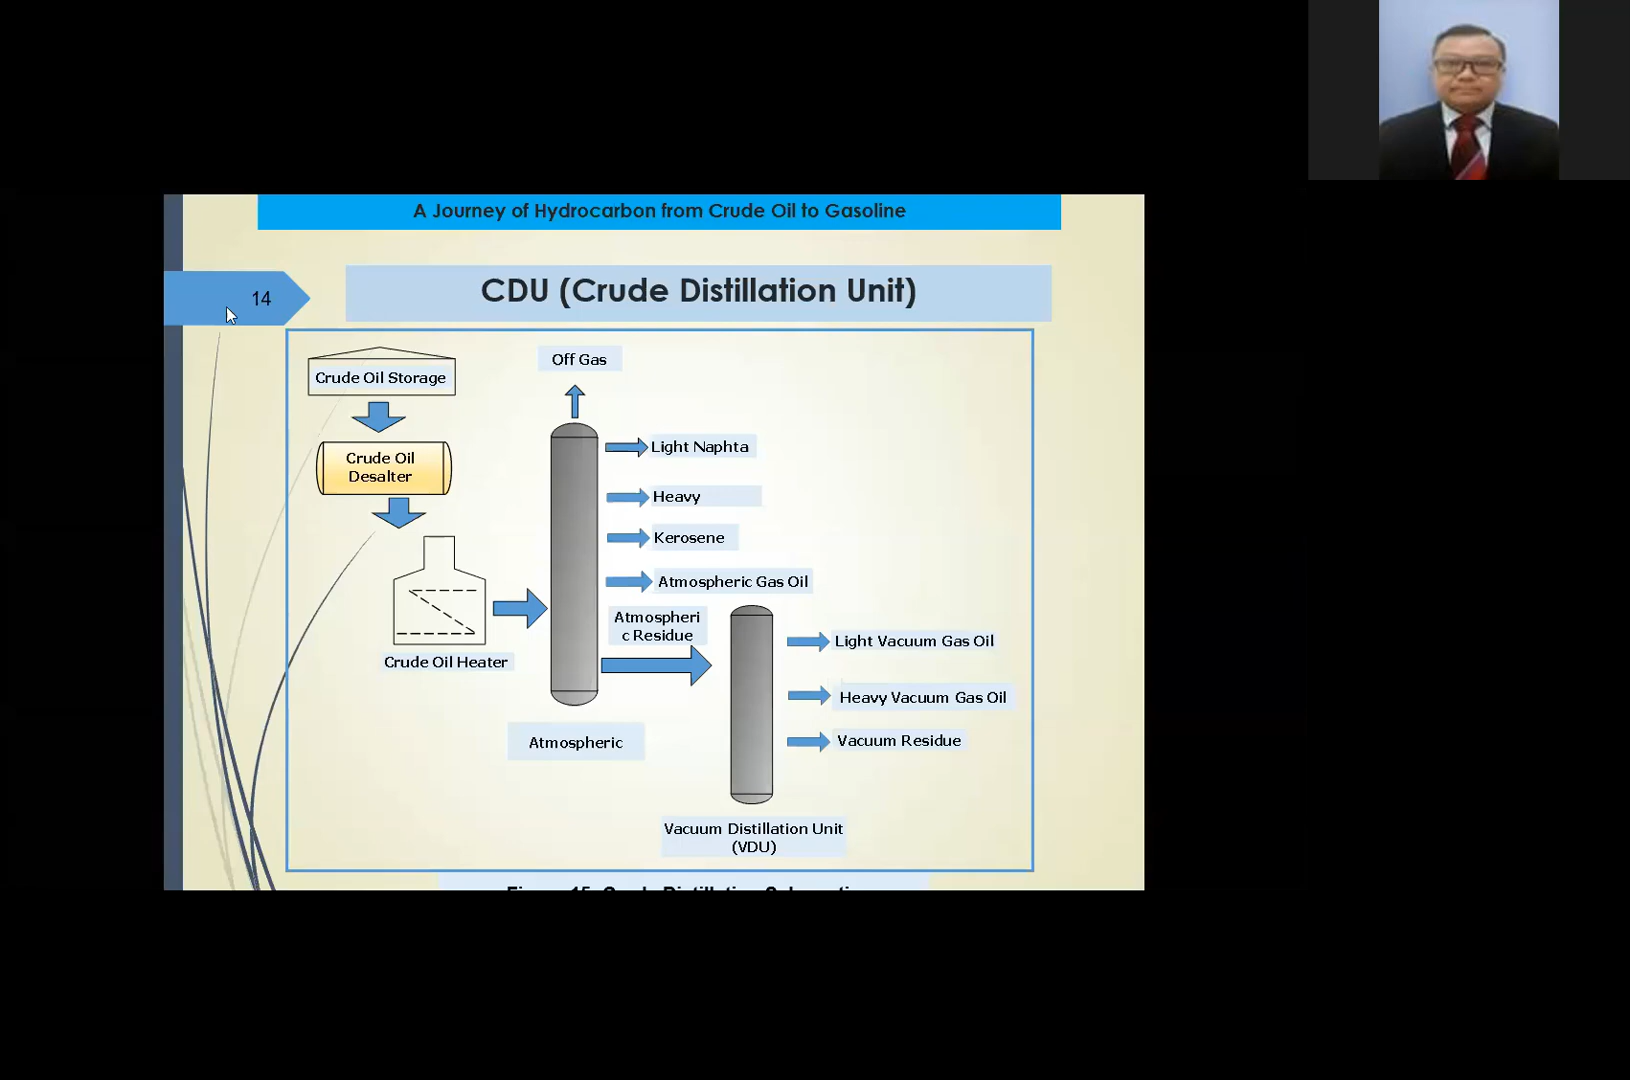 A Journey of Hydrocarbon from Crude Oil to Gasoline
CDU (Crude Distillation Unit)
14
Crude Oil Storage
Off Gas
Light Naphta
Crude Oil
Desalter
Heavy
Kerosene
Atmospheric Gas Oil
Atmospheri
c Residue
Crude Oil Heater
Light Vacuum Gas Oil
Heavy Vacuum Gas Oil
Vacuum Residue
Atmospheric
Vacuum Distillation Unit
(VDU)